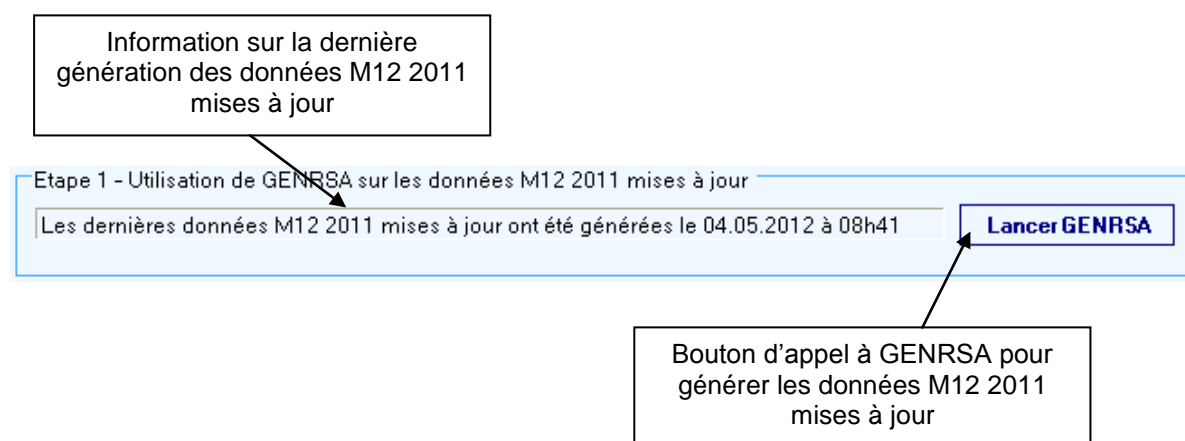 Information sur la dernière
génération des données M12 2011
mises à jour
Etape 1 - Utilisation de GENRSA sur les données M12 2011 mises à jour
Les dernières données M12 2011 mises à jour ont été générées le 04.05.2012 à 08h41
Lancer GENRSA
Bouton d'appel à GENRSA pour
générer les données M12 2011
mises à jour